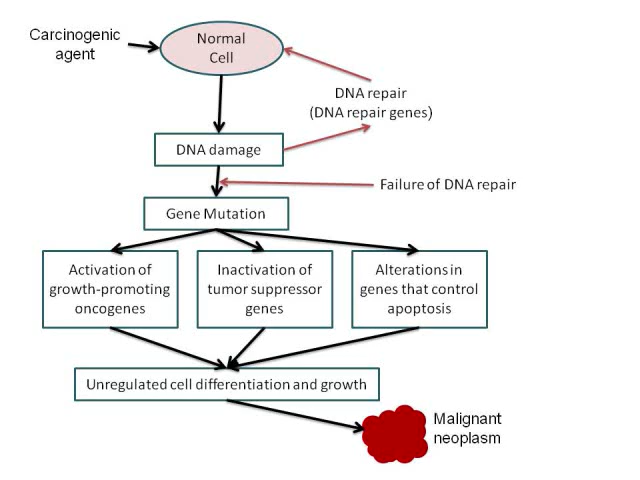 Carcinogenic
agent
Normal
Cell
DNA repair
(DNA repair genes)
DNA damage
Failure of DNA repair
Gene Mutation
Activation of
growth-promoting
oncogenes
Inactivation of
tumor suppressor
genes
Alterations in
genes that control
apoptosis
Unregulated cell differentiation and growth
Malignant
neoplasm